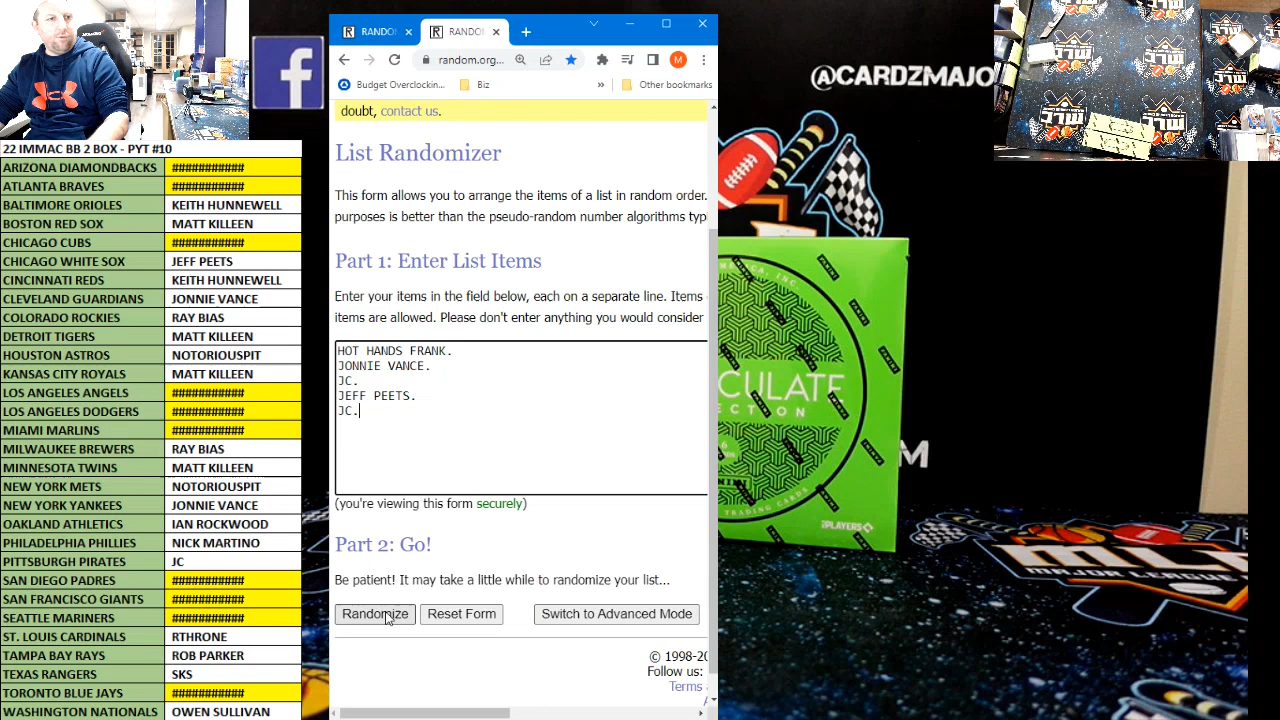 22 IMMAC BB 2 BOX - PYT #10
ARIZONA DIAMONDBACKS ###########
ATLANTA BRAVES ###########
BALTIMORE ORIOLES KEITH HUNNEWELL
BOSTON RED SOX MATT KILLEEN
CHICAGO CUBS ###########
CHICAGO WHITE SOX JEFF PEETS
CINCINNATI REDS KEITH HUNNEWELL
CLEVELAND GUARDIANS JONNIE VANCE
COLORADO ROCKIES RAY BIAS
DETROIT TIGERS MATT KILLEEN
HOUSTON ASTROS NOTORIOUSPIT
KANSAS CITY ROYALS MATT KILLEEN
LOS ANGELES ANGELS ###########
LOS ANGELES DODGERS ###########
MIAMI MARLINS ###########
MILWAUKEE BREWERS RAY BIAS
MINNESOTA TWINS MATT KILLEEN
NEW YORK METS NOTORIOUSPIT
NEW YORK YANKEES JONNIE VANCE
OAKLAND ATHLETICS IAN ROCKWOOD
PHILADELPHIA PHILLIES NICK MARTINO
PITTSBURGH PIRATES JC
SAN DIEGO PADRES ###########
SAN FRANCISCO GIANTS ###########
SEATTLE MARINERS ###########
ST. LOUIS CARDINALS RTHRONE
TAMPA BAY RAYS ROB PARKER
TEXAS RANGERS SKS
TORONTO BLUE JAYS ###########
WASHINGTON NATIONALS OWEN SULLIVAN
RANDO RANDO
random.org...
M
Budget Overclockin... Biz » Other bookmarks
doubt, contact us.
List Randomizer
This form allows you to arrange the items of a list in random order.
purposes is better than the pseudo-random number algorithms typ
Part 1: Enter List Items
Enter your items in the field below, each on a separate line. Items
items are allowed. Please don't enter anything you would consider
HOT HANDS FRANK.
JONNIE VANCE.
JC.
JEFF PEETS.
JC.
(you're viewing this form securely)
Part 2: Go!
Be patient! It may take a little while to randomize your list...
Randomize Reset Form Switch to Advanced Mode
© 1998-20
Follow us:
Terms
@CARDZMAJO
CULATE
ECTION
TRADING CARDS
PLAYERS
M